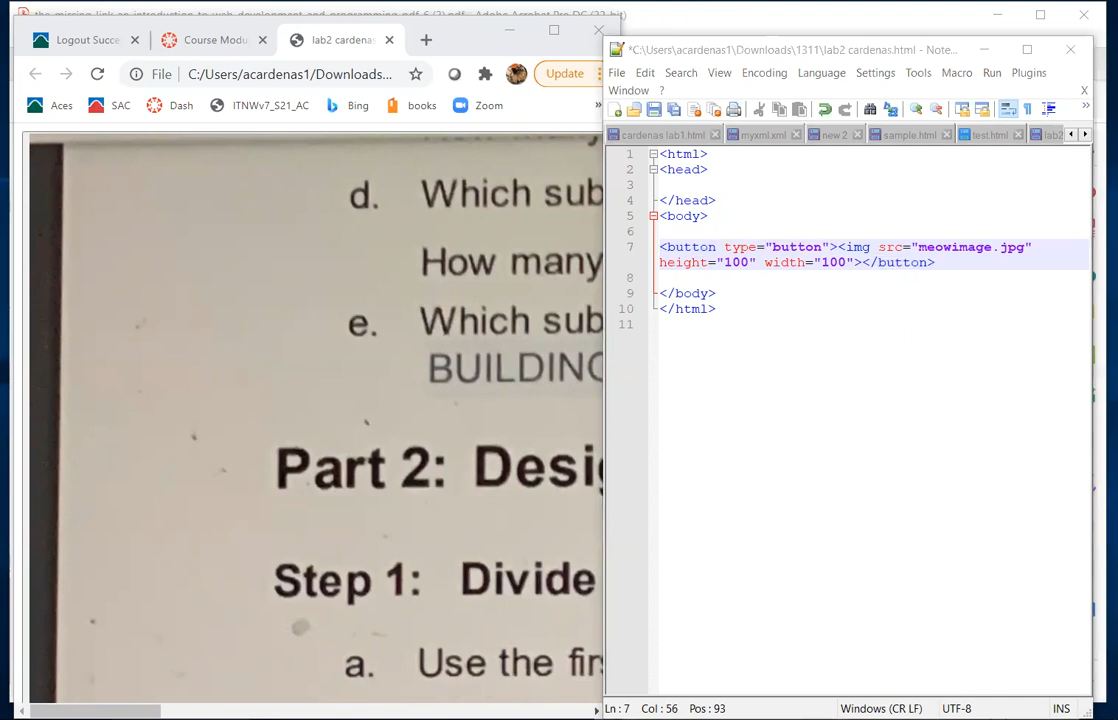 the missing link an introduction to web development and programming pdf 6 (3).pdf - Adobe Acrobat Pro DC (32-bit)
Logout Succe
Course Modu
lab2 cardenas
File
C:/Users/acardenas1/Downloads...
Update
Aces
SAC
Dash
ITNWv7_S21_AC
Bing
books
Zoom
»
d. Which sub
How many
e. Which sub
BUILDING
Part 2: Desig
Step 1: Divide
a. Use the firs
*C:\Users\acardenas1\Downloads\1311\lab2 cardenas.html - Note...
File Edit Search View Encoding Language Settings Tools Macro Run Plugins
Window ? X
cardenas lab1.html
myxml.xml
new 2
sample.html
test.html
lab2
1 <html>
2 <head>
3
4 </head>
5 <body>
6
7 <button type="button"><img src="meowimage.jpg"
height="100" width="100"></button>
8
9 </body>
10 </html>
11
Ln : 7 Col : 56 Pos : 93 Windows (CR LF) UTF-8 INS